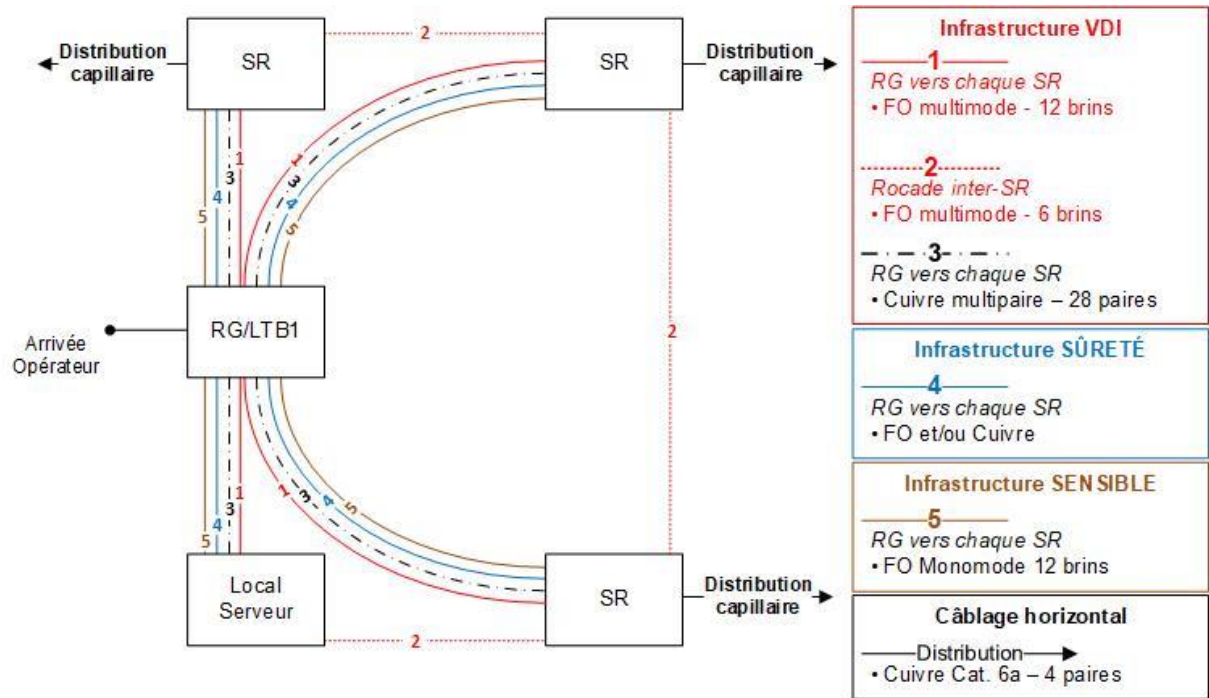 Distribution
capillaire
SR
2
SR
Distribution
capillaire
1
3
4
5
1
3
4
5
Arrivée
Opérateur
RG/LTB1
2
1
3
4
5
1
3
4
5
Local
Serveur
2
SR
Distribution
capillaire
Infrastructure VDI
1
RG vers chaque SR
• FO multimode - 12 brins
2
Rocade inter-SR
• FO multimode - 6 brins
3
RG vers chaque SR
• Cuivre multipaire – 28 paires
Infrastructure SÛRETÉ
4
RG vers chaque SR
• FO et/ou Cuivre
Infrastructure SENSIBLE
5
RG vers chaque SR
• FO Monomode 12 brins
Câblage horizontal
Distribution
• Cuivre Cat. 6a – 4 paires